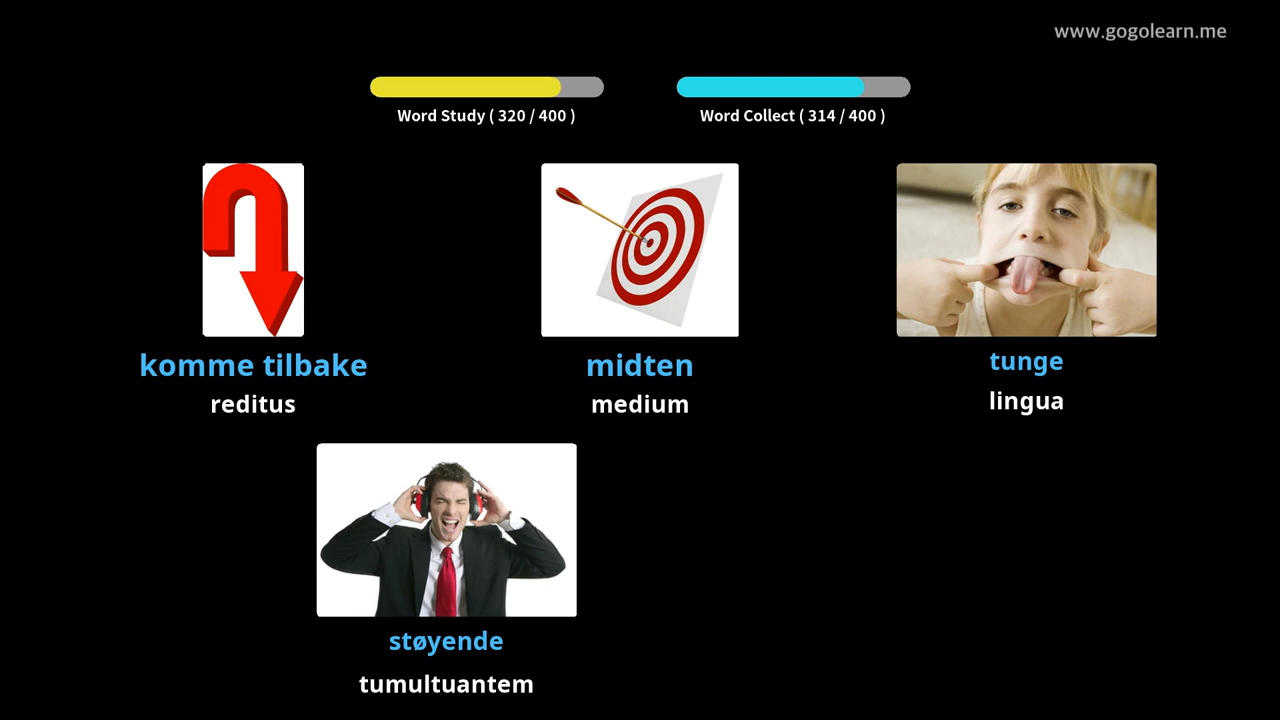 www.gogolearn.me
Word Study ( 320 / 400 )
Word Collect ( 314 / 400 )
komme tilbake
reditus
midten
medium
tunge
lingua
støyende
tumultuantem